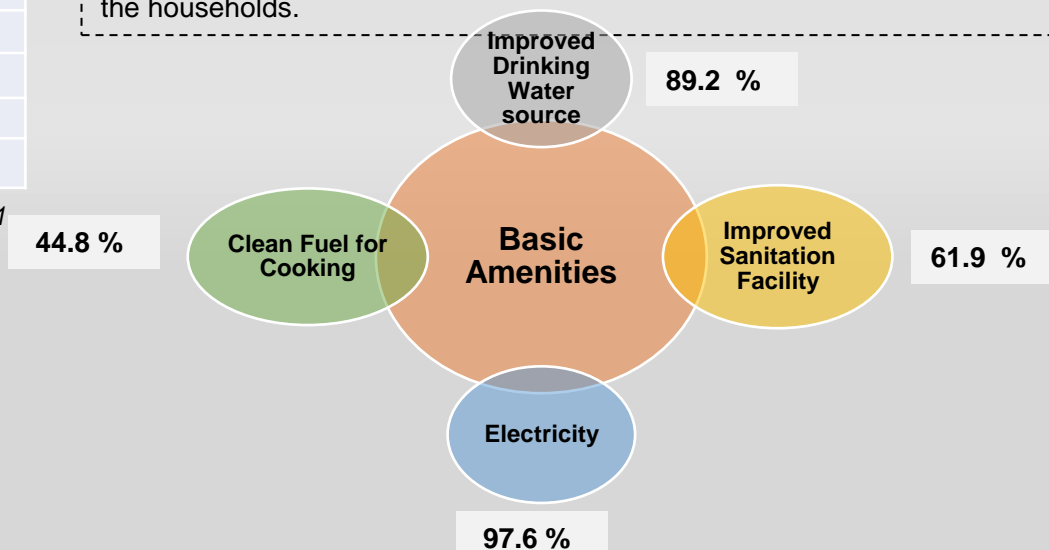 the households.
Improved
Drinking
Water
source
89.2 %
1
44.8 %
Clean Fuel for
Cooking
Basic
Amenities
Improved
Sanitation
Facility
61.9 %
Electricity
97.6 %